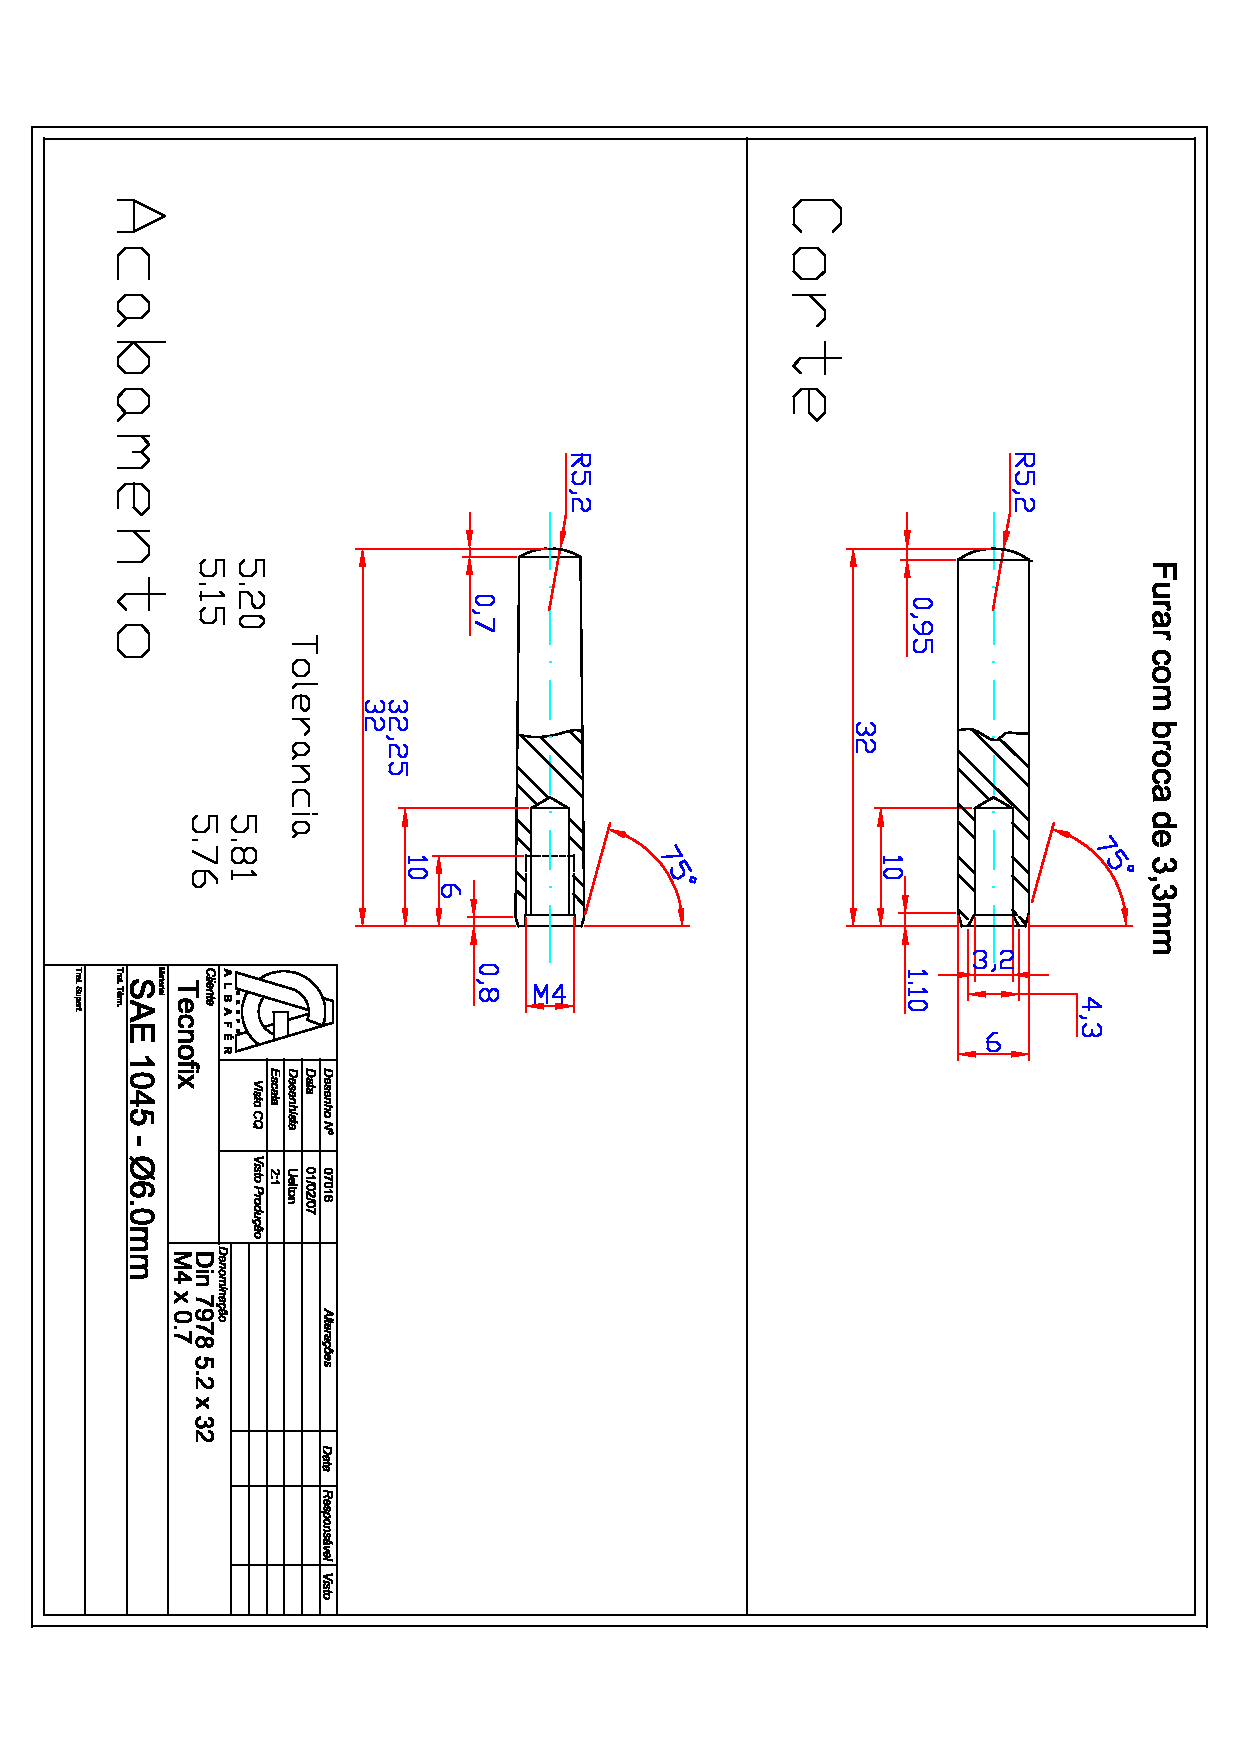 Furar com broca de 3,3mm
Corte
R5,2
0,95
32
10
75°
1,10
3,2
4,3
6
R5,2
0,7
32,25
32
10
6
75°
0,8
M4
Tolerancia
5.20
5.15
5.81
5.76
Acabamento
ALBAFÉR
Desenho Nº 07016 Alterações Data Responsável Visto
Data 01/02/07
Desenhista Uelton
Escala 2:1
Visto CQ Visto Produção
Cliente
Tecnofix
Denominação
Din 7978 5.2 x 32
M4 x 0.7
Material
SAE 1045 - Ø6.0mm
Trat. Térm.
Trat. Superf.